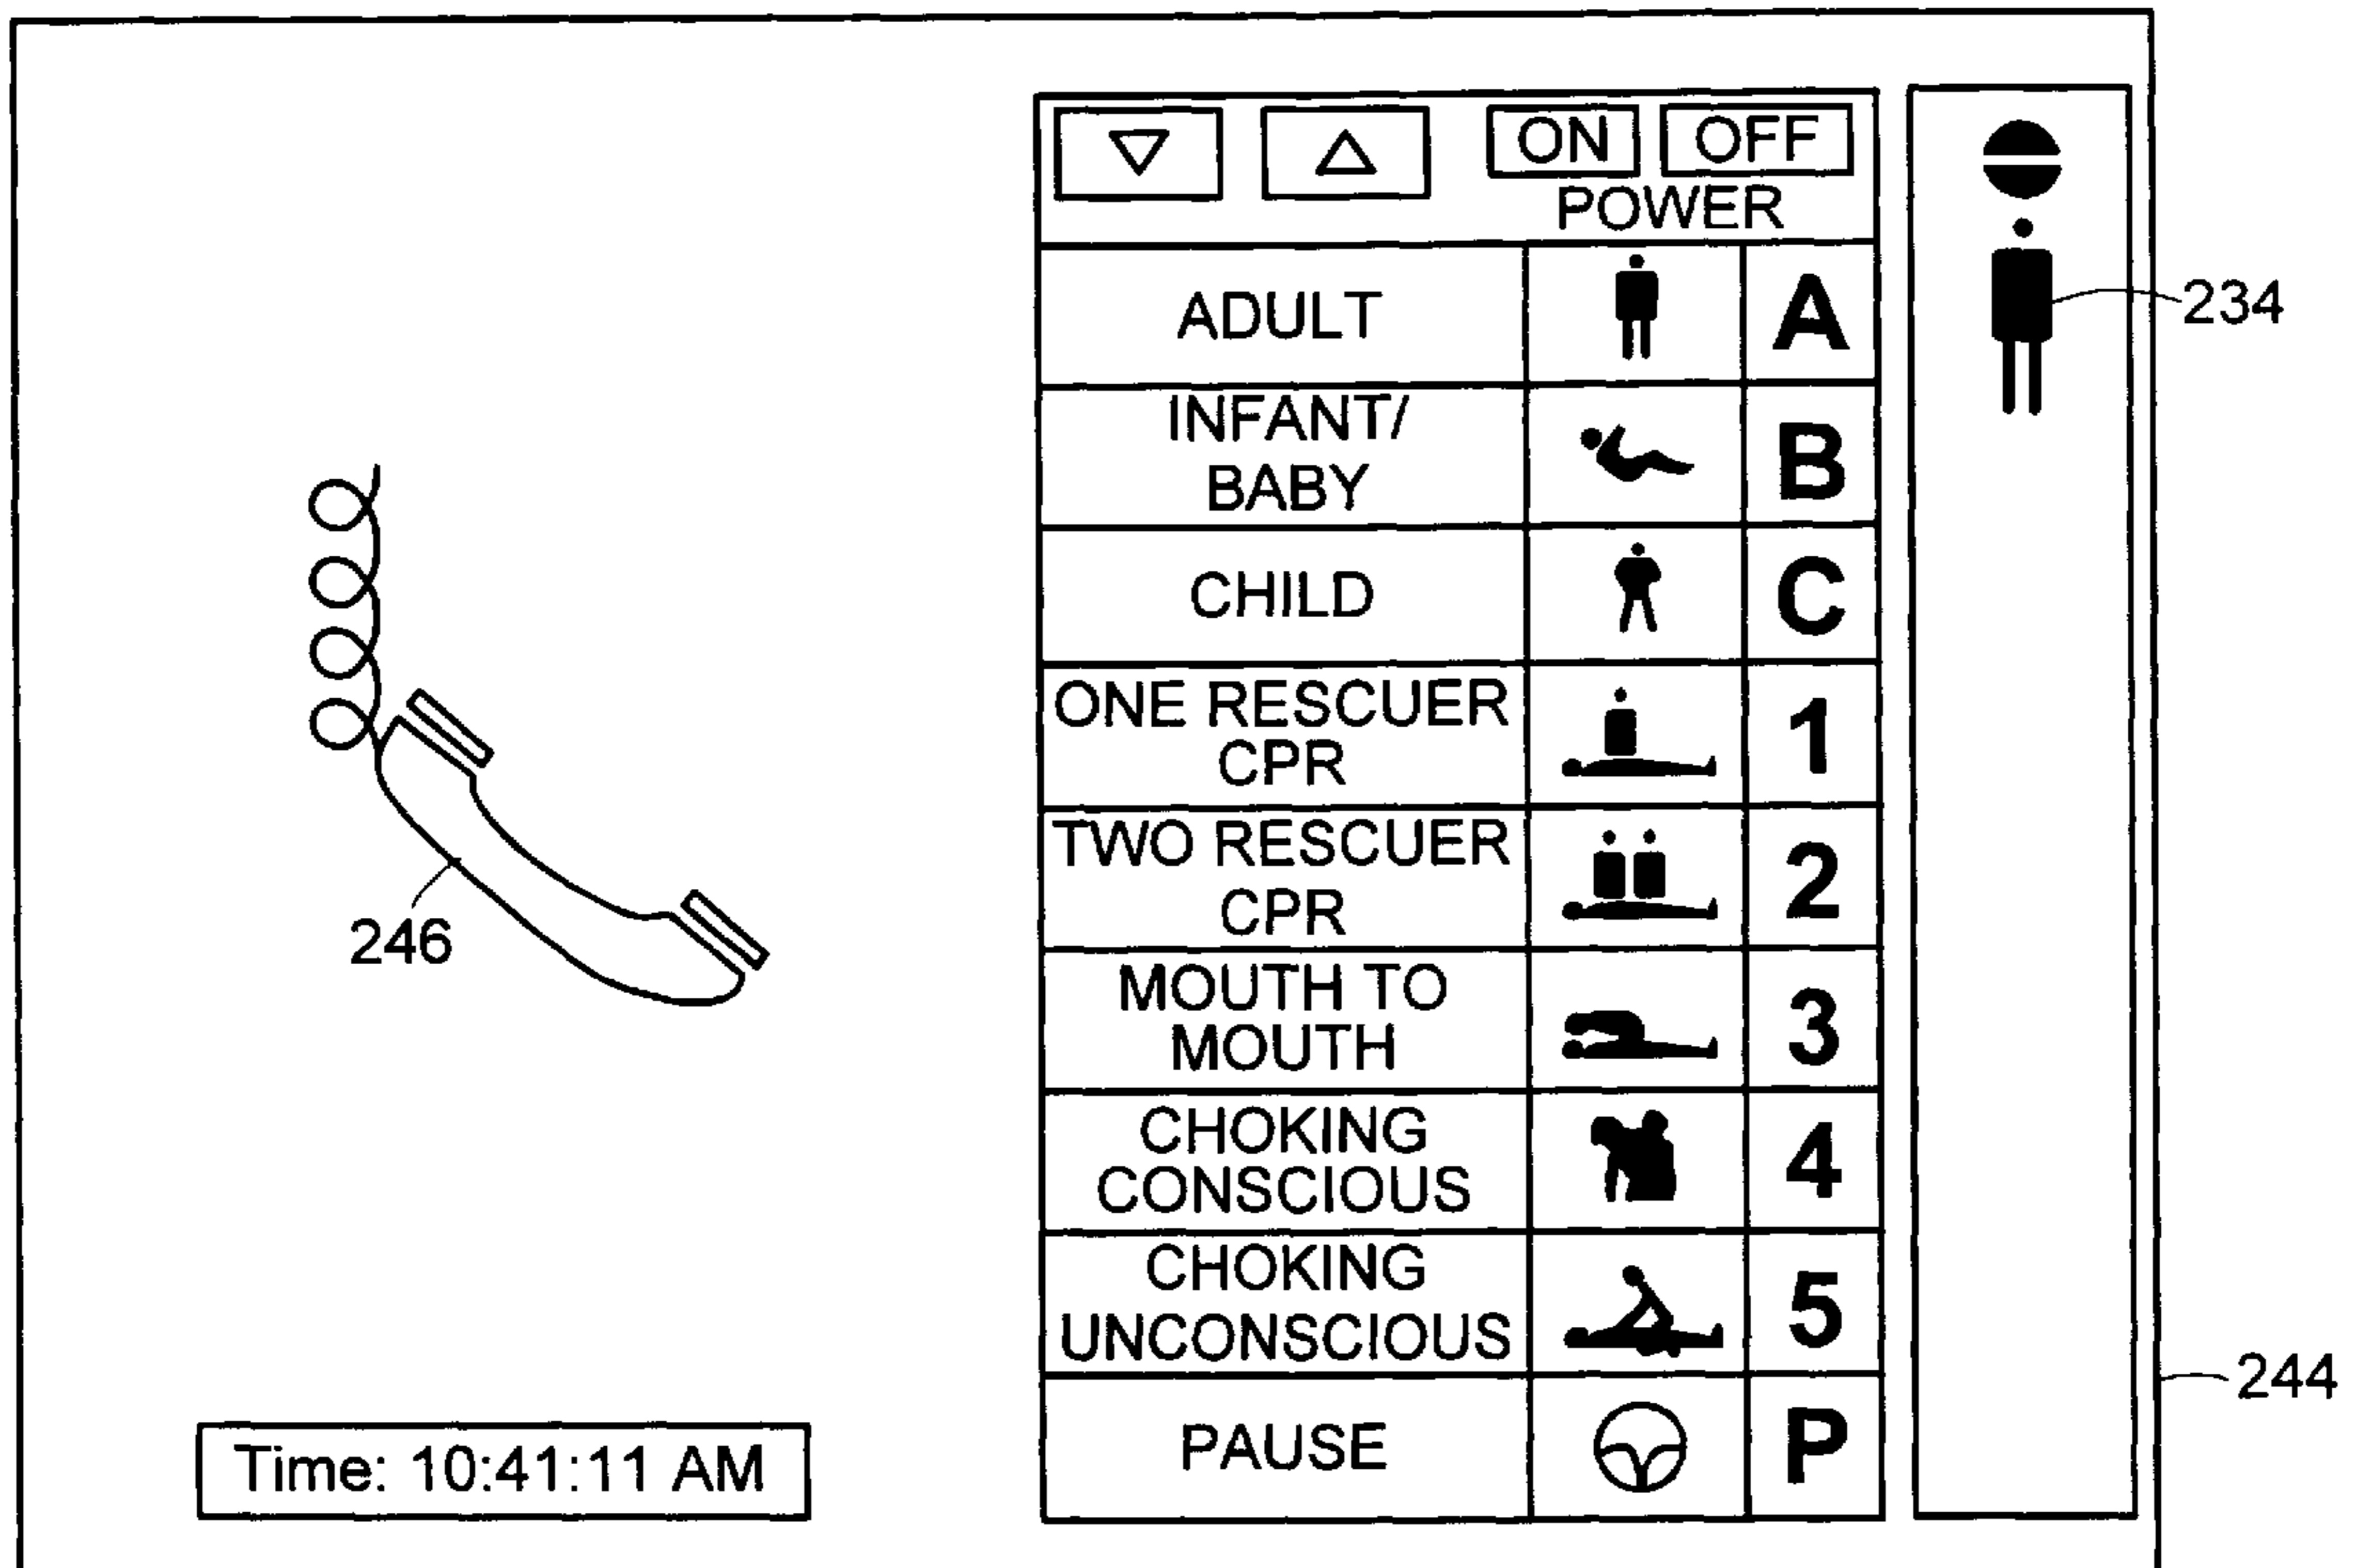 ON OFF
POWER
ADULT A
234
INFANT/
BABY B
CHILD C
ONE RESCUER
CPR 1
TWO RESCUER
CPR 2
246
MOUTH TO
MOUTH 3
CHOKING
CONSCIOUS 4
CHOKING
UNCONSCIOUS 5
244
PAUSE P
Time: 10:41:11 AM